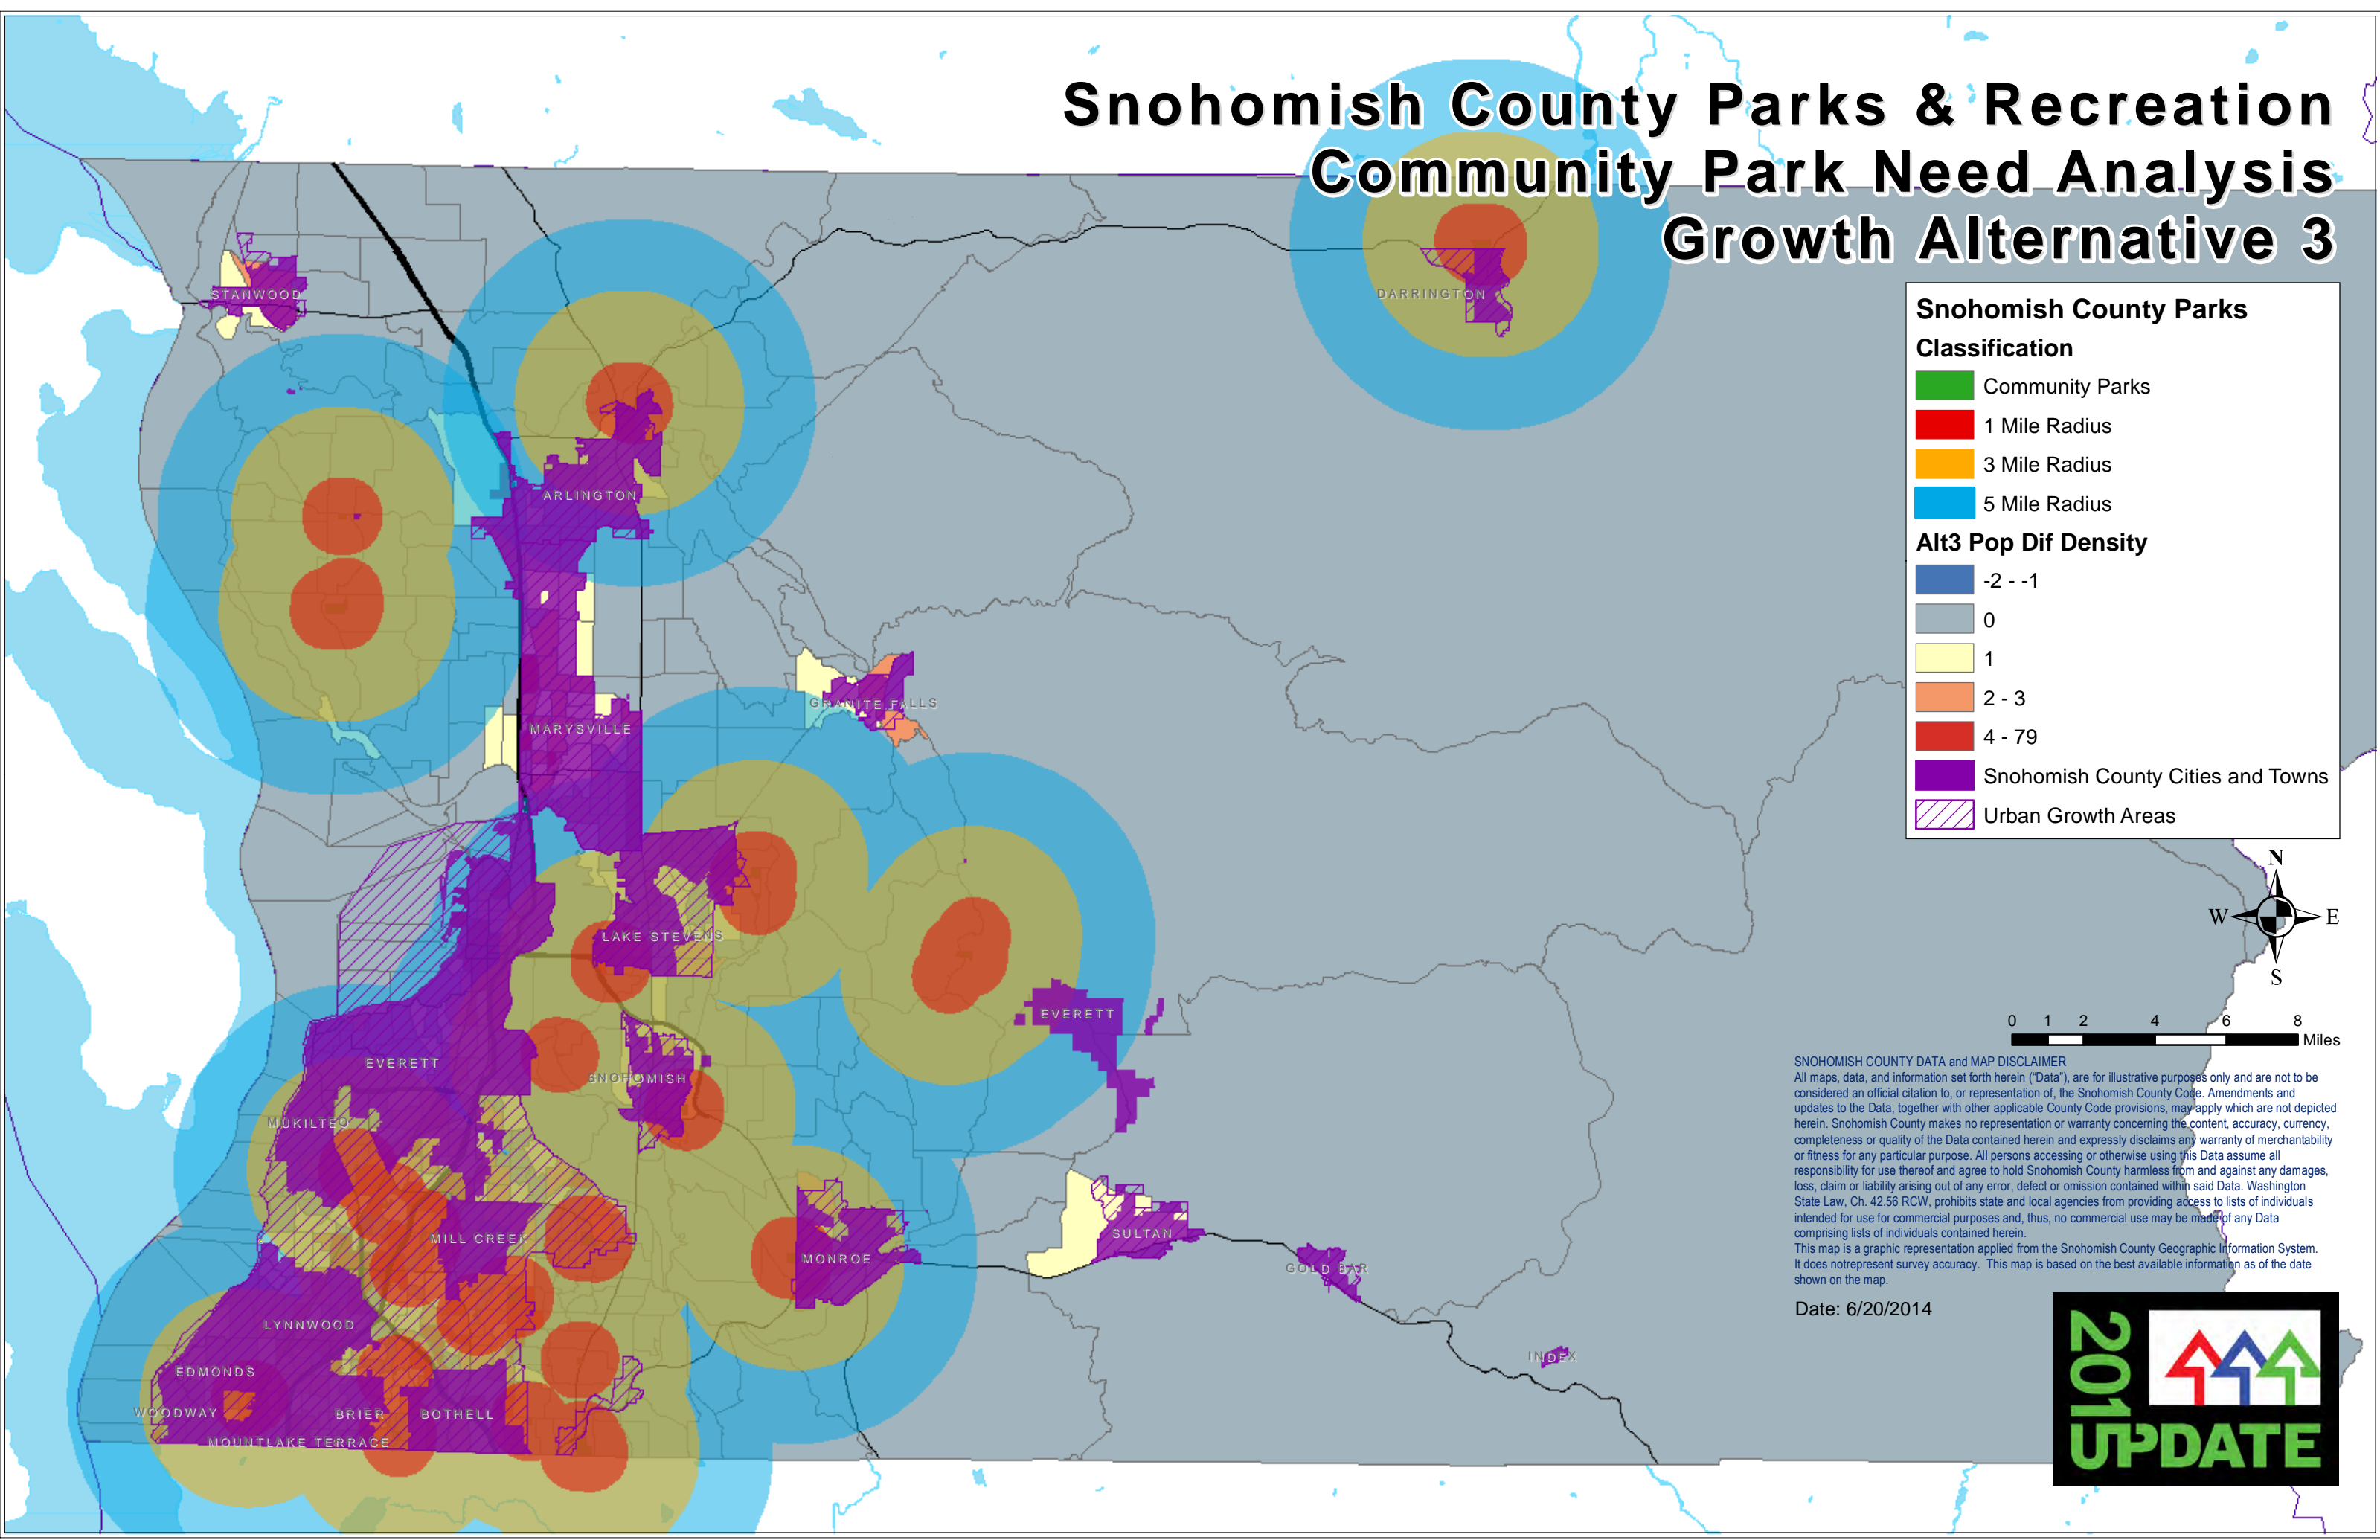 Snohomish County Parks & Recreation
Community Park Need Analysis
Growth Alternative 3
Snohomish County Parks
Classification
Community Parks
1 Mile Radius
3 Mile Radius
5 Mile Radius
Alt3 Pop Dif Density
-2 - -1
0
1
2 - 3
4 - 79
Snohomish County Cities and Towns
Urban Growth Areas
STANWOOD
DARRINGTON
ARLINGTON
GRANITE FALLS
MARYSVILLE
LAKE STEVENS
EVERETT
EVERETT
SNOHOMISH
MUKILTEO
MILL CREEK
MONROE
SULTAN
GOLD BAR
LYNNWOOD
INDEX
EDMONDS
WOODWAY
BRIER
BOTHELL
MOUNTLAKE TERRACE
N
W
E
S
0 1 2 4 6 8
Miles
SNOHOMISH COUNTY DATA and MAP DISCLAIMER
All maps, data, and information set forth herein (“Data”), are for illustrative purposes only and are not to be
considered an official citation to, or representation of, the Snohomish County Code. Amendments and
updates to the Data, together with other applicable County Code provisions, may apply which are not depicted
herein. Snohomish County makes no representation or warranty concerning the content, accuracy, currency,
completeness or quality of the Data contained herein and expressly disclaims any warranty of merchantability
or fitness for any particular purpose. All persons accessing or otherwise using this Data assume all
responsibility for use thereof and agree to hold Snohomish County harmless from and against any damages,
loss, claim or liability arising out of any error, defect or omission contained within said Data. Washington
State Law, Ch. 42.56 RCW, prohibits state and local agencies from providing access to lists of individuals
intended for use for commercial purposes and, thus, no commercial use may be made of any Data
comprising lists of individuals contained herein.
This map is a graphic representation applied from the Snohomish County Geographic Information System.
It does notrepresent survey accuracy. This map is based on the best available information as of the date
shown on the map.
Date: 6/20/2014
2015
UPDATE